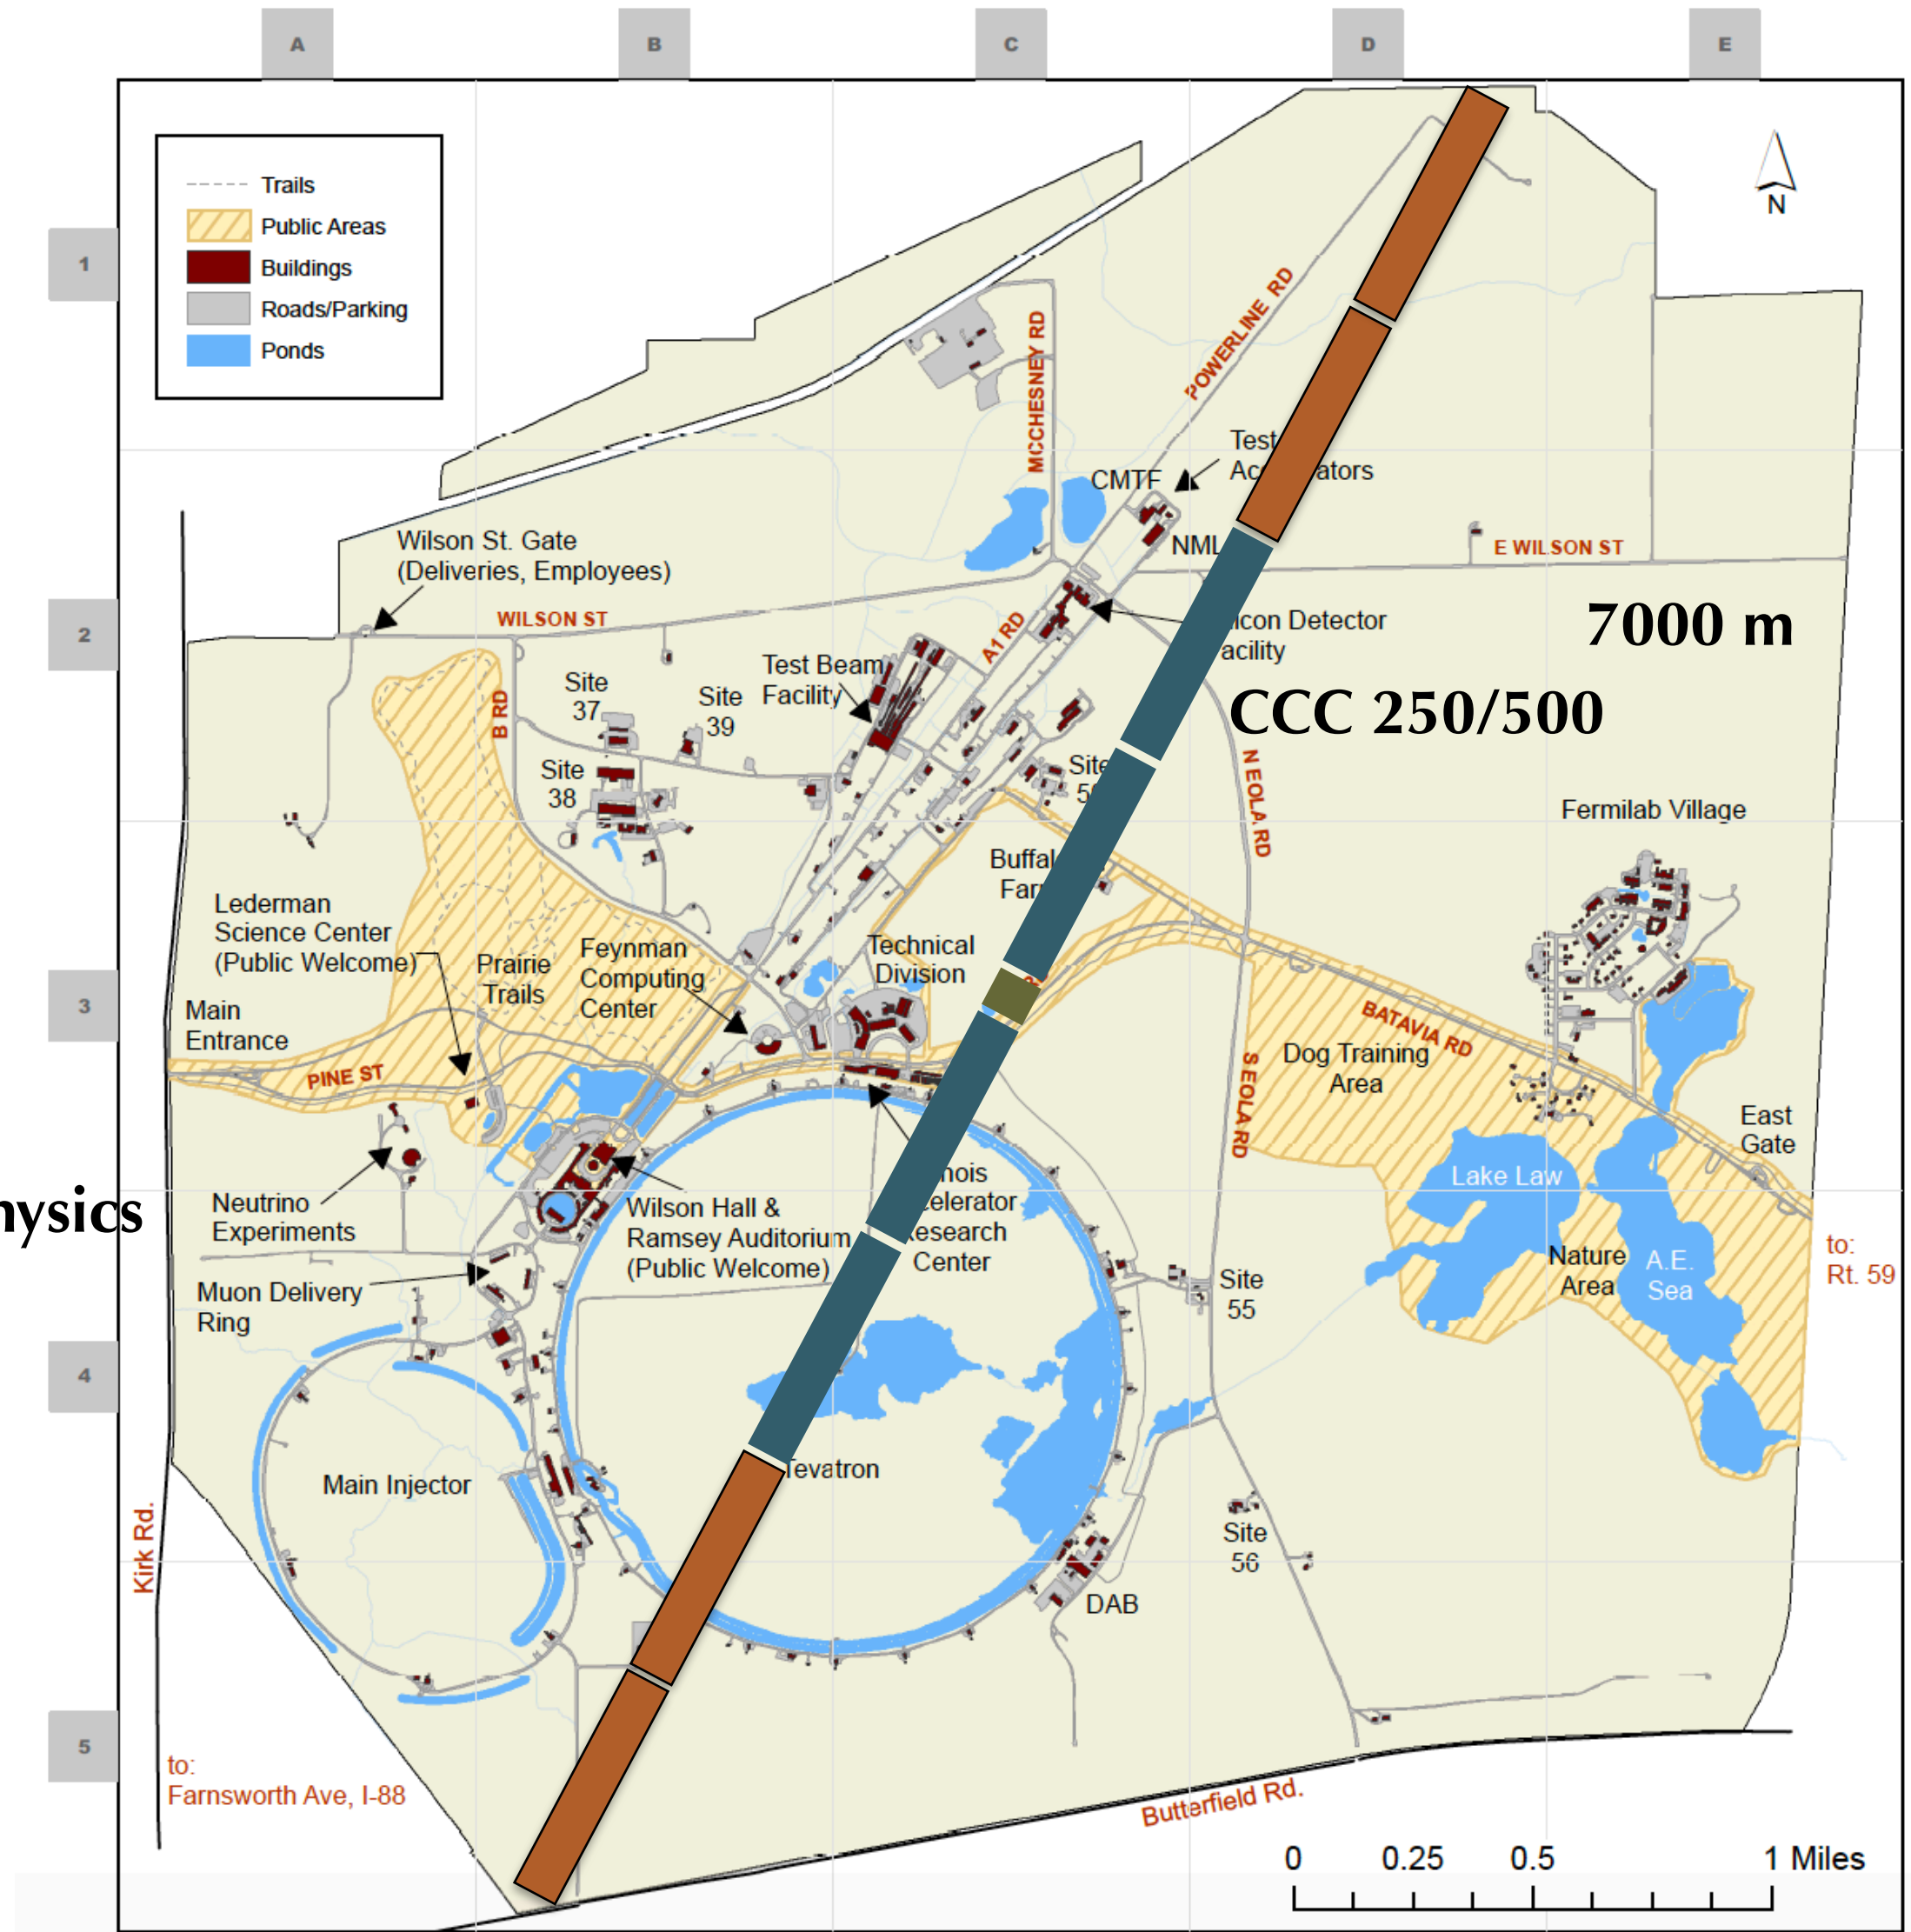 A
B
C
D
E
1
2
3
4
5
Trails
Public Areas
Buildings
Roads/Parking
Ponds
N
MCCHESNEY RD
POWERLINE RD
Test
CMTF
NML
E WILSON ST
Wilson St. Gate
(Deliveries, Employees)
WILSON ST
A1 RD
Detector
7000 m
CCC 250/500
Test Beam
Facility
Site
37
Site
39
B RD
Site
38
Site
N EOLA RD
Fermilab Village
Lederman
Science Center
(Public Welcome)
Prairie
Trails
Feynman
Computing
Center
Technical
Division
Main
Entrance
PINE ST
BATAVIA RD
Dog Training
Area
S EOLA RD
East
Gate
Lake Law
Neutrino
Experiments
Wilson Hall &
Ramsey Auditorium
(Public Welcome)
Center
Nature
Area
A.E.
Sea
to:
Rt. 59
Muon Delivery
Ring
Site
55
Main Injector
Tevatron
Site
56
DAB
Kirk Rd.
to:
Farnsworth Ave, I-88
Butterfield Rd.
0 0.25 0.5 1 Miles